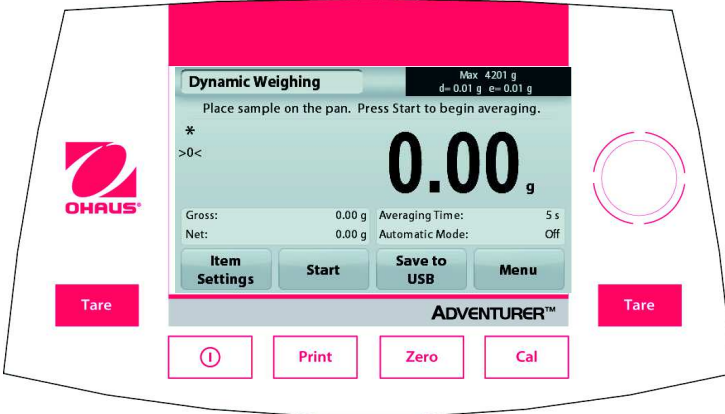 Dynamic Weighing
Max 4201 g
d= 0.01 g e= 0.01 g
Place sample on the pan. Press Start to begin averaging.
*
>0<
0.00 g
OHAUS®
Gross: 0.00 g Averaging Time: 5 s
Net: 0.00 g Automatic Mode: Off
Item Settings
Start
Save to USB
Menu
Tare
ADVENTURER™
Tare
Print
Zero
Cal